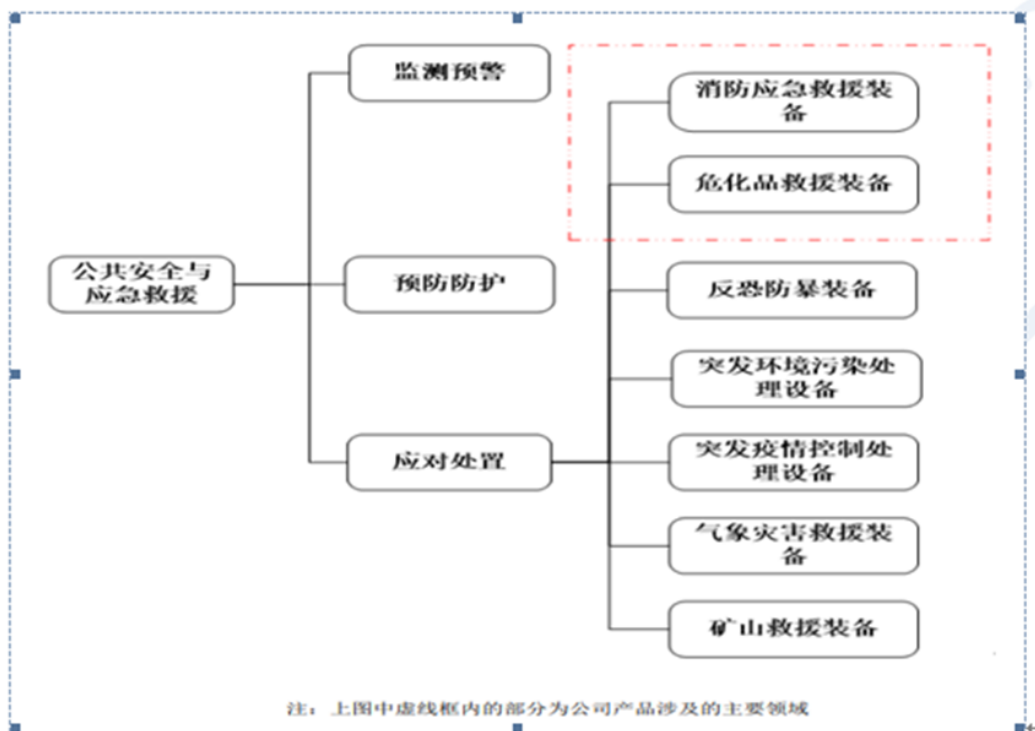 监测预警
消防应急救援装
备
危化品救援装备
公共安全与
应急救援
预防防护
反恐防暴装备
突发环境污染处
理设备
应对处置
突发疫情控制处
理设备
气象灾害救援装
备
矿山救援装备
注：上图中虚线框内的部分为公司产品涉及的主要领域